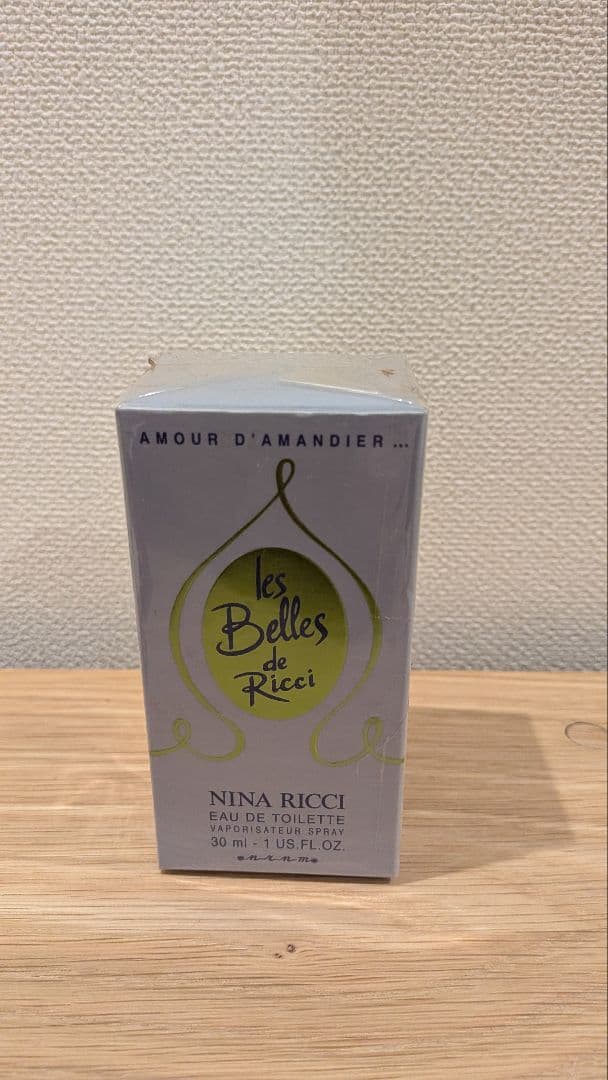 AMOUR D'AMANDIER ...
les
Belles
de
Ricci
NINA RICCI
EAU DE TOILETTE
VAPORISATEUR SPRAY
30 ml - 1 US.FL.OZ.